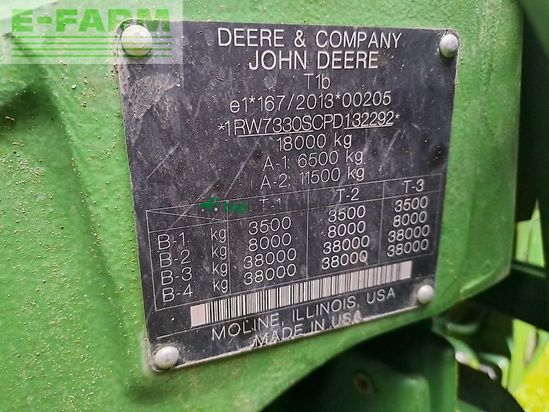 E-FARM
DEERE & COMPANY
JOHN DEERE
T1b
e1*167/2013*00205
*1RW7330SCPD132292*
18000 kg
A-1: 6500 kg
A-2: 11500 kg
T-1 T-2 T-3
B-1 kg 3500 3500 3500
B-2 kg 8000 8000 8000
B-3 kg 38000 38000 38000
B-4 kg 38000 38000 38000
MOLINE, ILLINOIS, USA
MADE IN USA